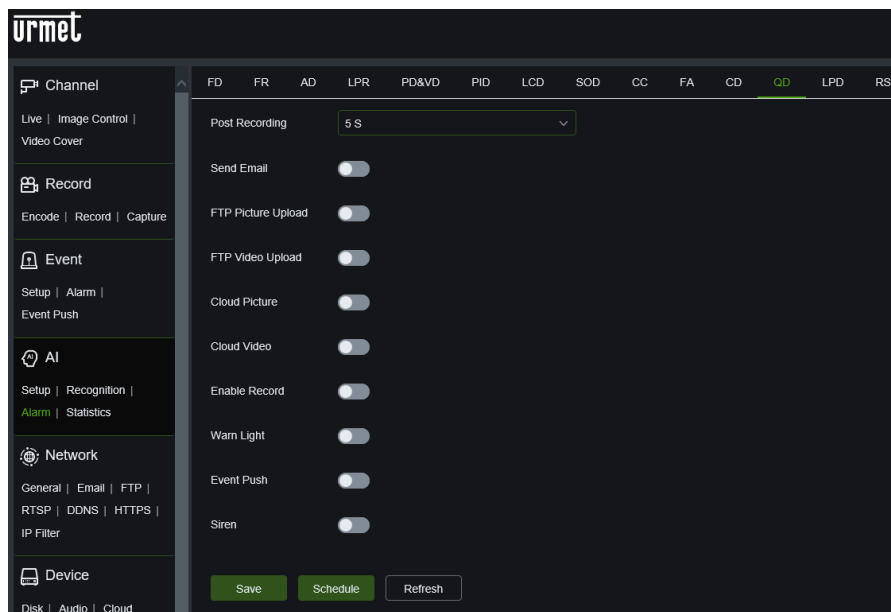 urmet
Channel
Live | Image Control |
Video Cover
Record
Encode | Record | Capture
Event
Setup | Alarm |
Event Push
AI
Setup | Recognition |
Alarm | Statistics
Network
General | Email | FTP |
RTSP | DDNS | HTTPS |
IP Filter
Device
Disk | Audio | Cloud
FD FR AD LPR PD&VD PID LCD SOD CC FA CD QD LPD RS
Post Recording 5 S
Send Email
FTP Picture Upload
FTP Video Upload
Cloud Picture
Cloud Video
Enable Record
Warn Light
Event Push
Siren
Save Schedule Refresh